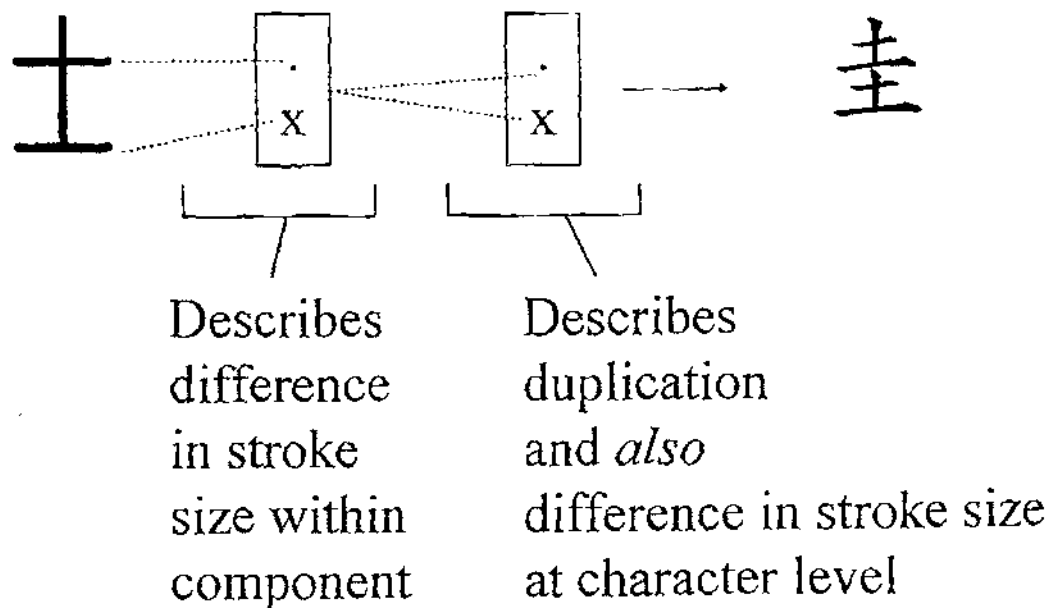 土 · · 圭
X X
Describes
difference
in stroke
size within
component
Describes
duplication
and also
difference in stroke size
at character level